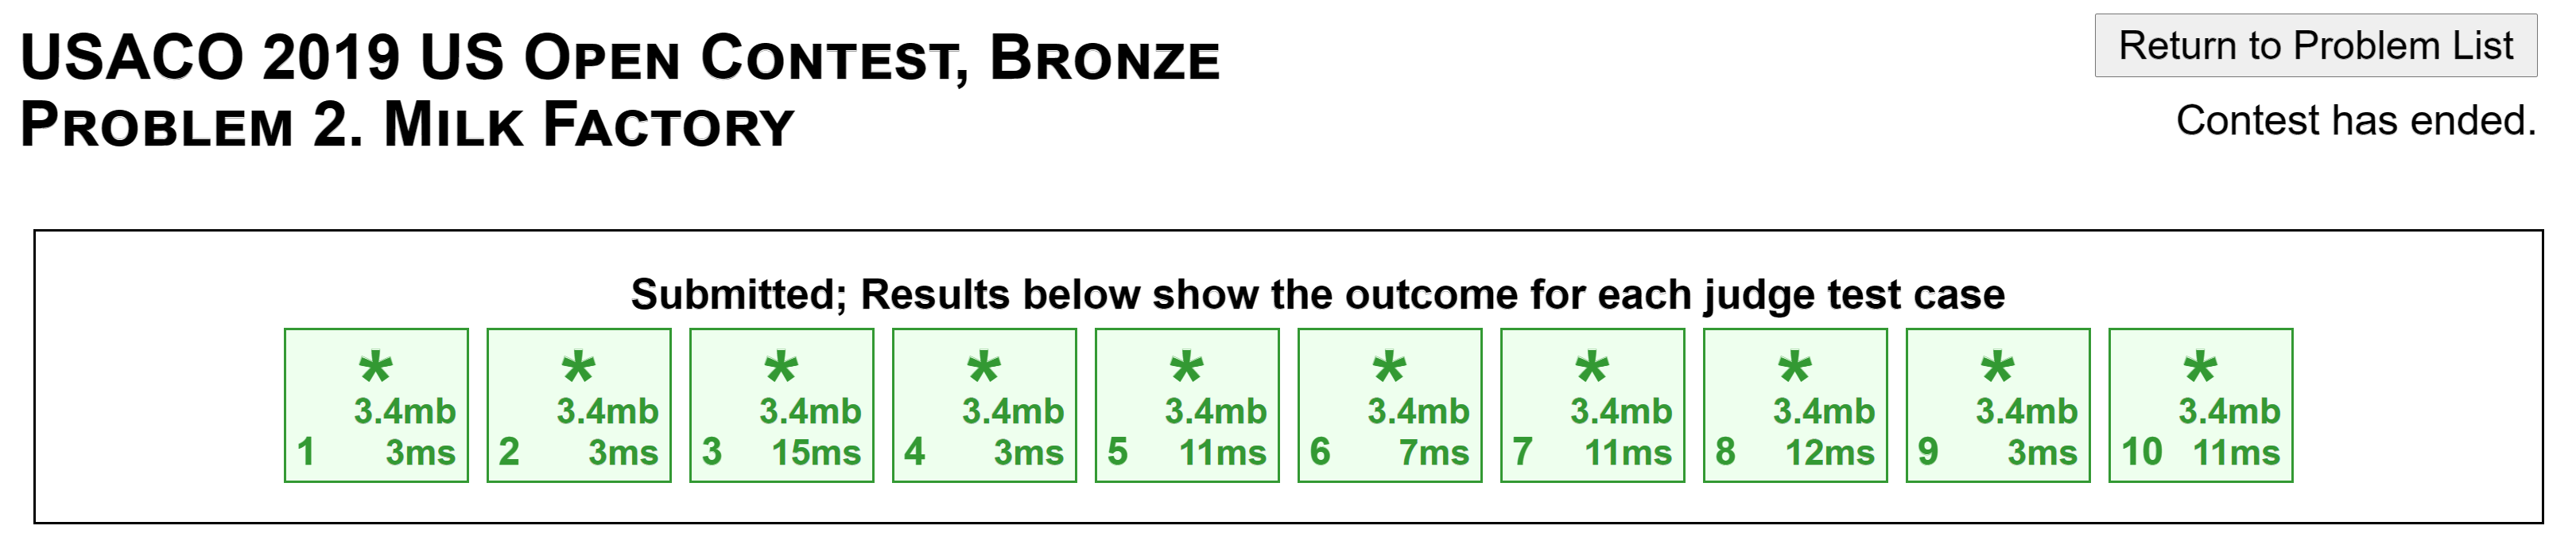 USACO 2019 US Open Contest, Bronze
Problem 2. Milk Factory
Return to Problem List
Contest has ended.
Submitted; Results below show the outcome for each judge test case
* * * * * * * * * *
3.4mb 3.4mb 3.4mb 3.4mb 3.4mb 3.4mb 3.4mb 3.4mb 3.4mb 3.4mb
1 3ms 2 3ms 3 15ms 4 3ms 5 11ms 6 7ms 7 11ms 8 12ms 9 3ms 10 11ms